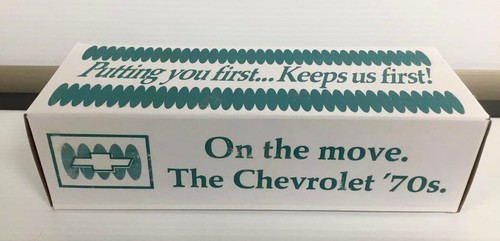 Putting you first... Keeps us first!
On the move.
The Chevrolet '70s.